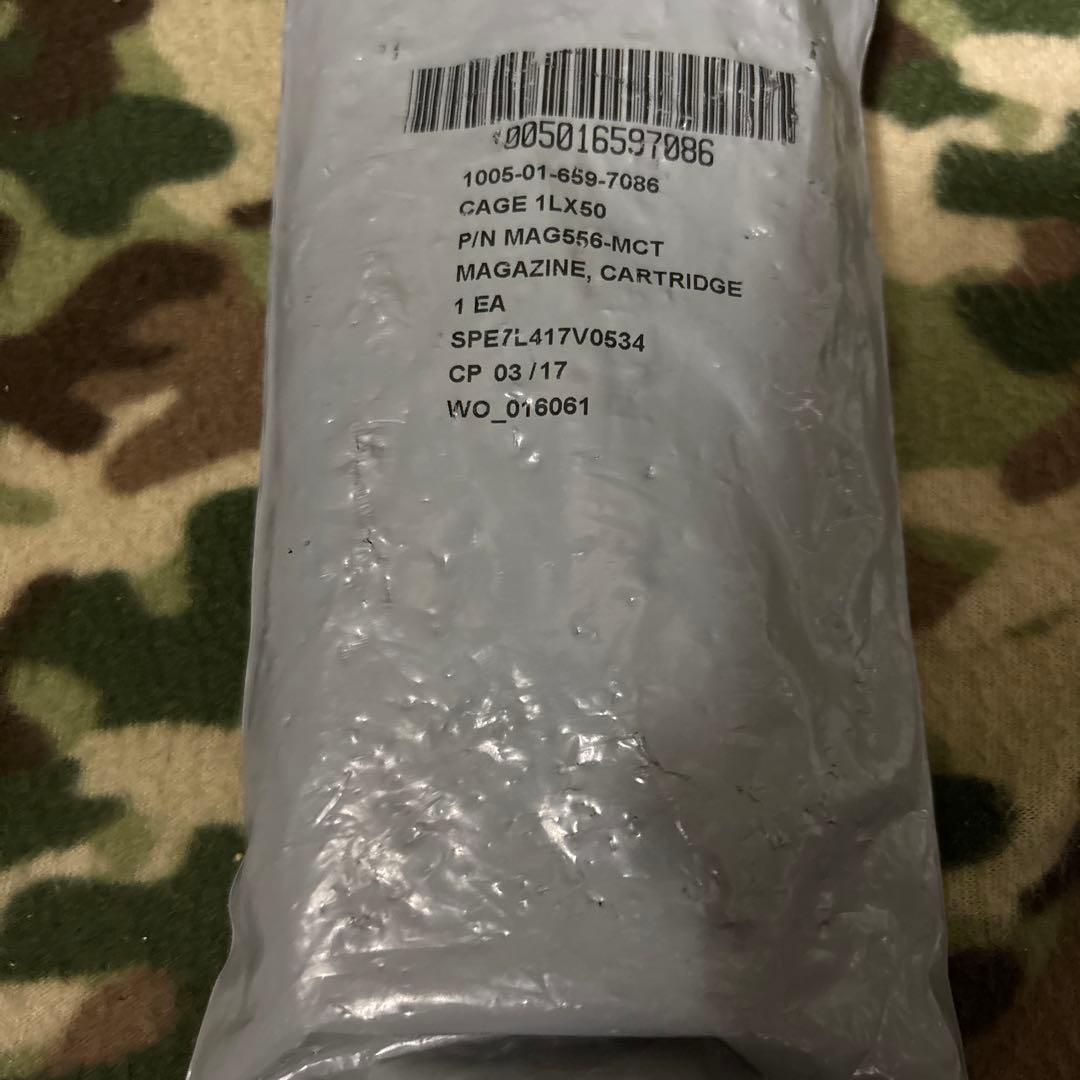 005016597086
1005-01-659-7086
CAGE 1LX50
P/N MAG556-MCT
MAGAZINE, CARTRIDGE
1 EA
SPE7L417V0534
CP 03/17
WO_016061